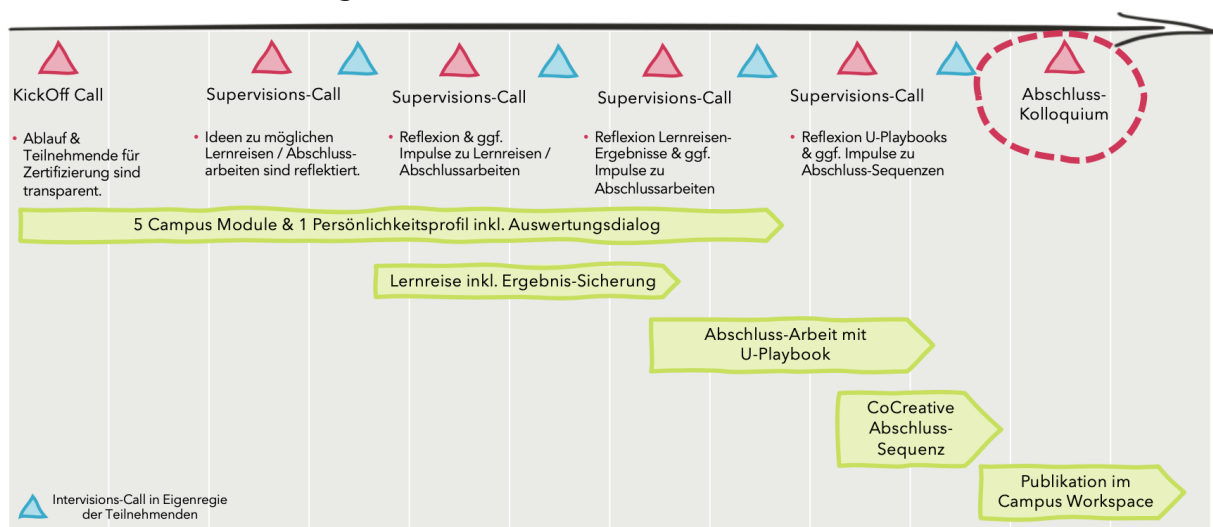 KickOff Call
Supervisions-Call
Supervisions-Call
Supervisions-Call
Supervisions-Call
Abschluss-
Kolloquium
• Ablauf &
Teilnehmende für
Zertifizierung sind
transparent.
• Ideen zu möglichen
Lernreisen / Abschluss-
arbeiten sind reflektiert.
• Reflexion & ggf.
Impulse zu Lernreisen /
Abschlussarbeiten
• Reflexion Lernreisen-
Ergebnisse & ggf.
Impulse zu
Abschlussarbeiten
• Reflexion U-Playbooks
& ggf. Impulse zu
Abschluss-Sequenzen
5 Campus Module & 1 Persönlichkeitsprofil inkl. Auswertungsdialog
Lernreise inkl. Ergebnis-Sicherung
Abschluss-Arbeit mit
U-Playbook
CoCreative
Abschluss-
Sequenz
Publikation im
Campus Workspace
Intervisions-Call in Eigenregie
der Teilnehmenden